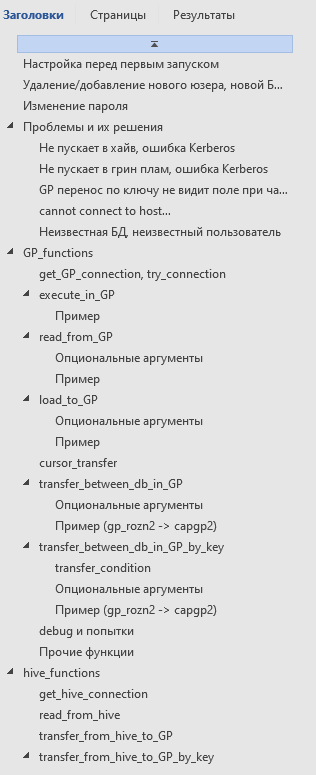 Заголовки Страницы Результаты
Настройка перед первым запуском
Удаление/добавление нового юзера, новой Б...
Изменение пароля
Проблемы и их решения
Не пускает в хайв, ошибка Kerberos
Не пускает в грин плам, ошибка Kerberos
GP перенос по ключу не видит поле при ча...
cannot connect to host...
Неизвестная БД, неизвестный пользователь
GP_functions
get_GP_connection, try_connection
execute_in_GP
Пример
read_from_GP
Опциональные аргументы
Пример
load_to_GP
Опциональные аргументы
Пример
cursor_transfer
transfer_between_db_in_GP
Опциональные аргументы
Пример (gp_rozn2 -> capgp2)
transfer_between_db_in_GP_by_key
transfer_condition
Опциональные аргументы
Пример (gp_rozn2 -> capgp2)
debug и попытки
Прочие функции
hive_functions
get_hive_connection
read_from_hive
transfer_from_hive_to_GP
transfer_from_hive_to_GP_by_key